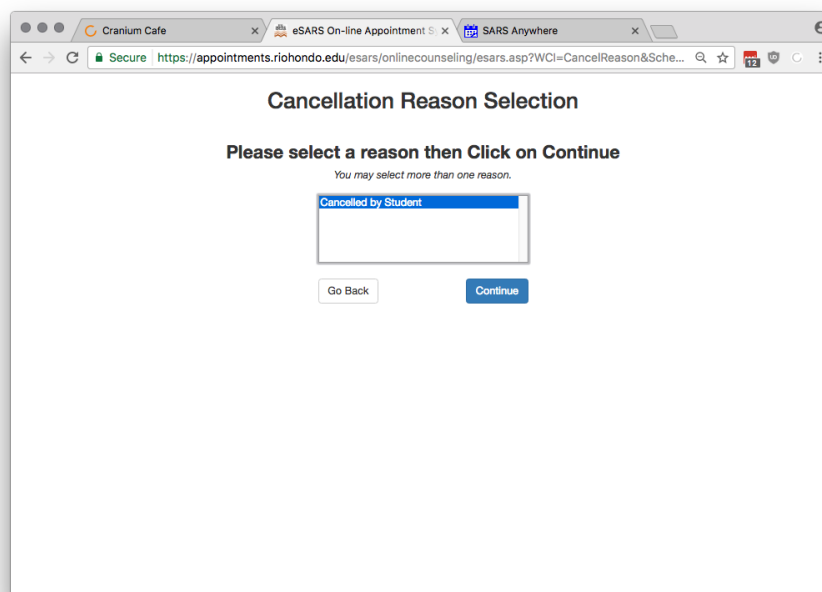 Cranium Cafe
eSARS On-line Appointment S
SARS Anywhere
Secure
https://appointments.riohondo.edu/esars/onlinecounseling/esars.asp?WCI=CancelReason&Sche...
12
Cancellation Reason Selection
Please select a reason then Click on Continue
You may select more than one reason.
Cancelled by Student
Go Back
Continue